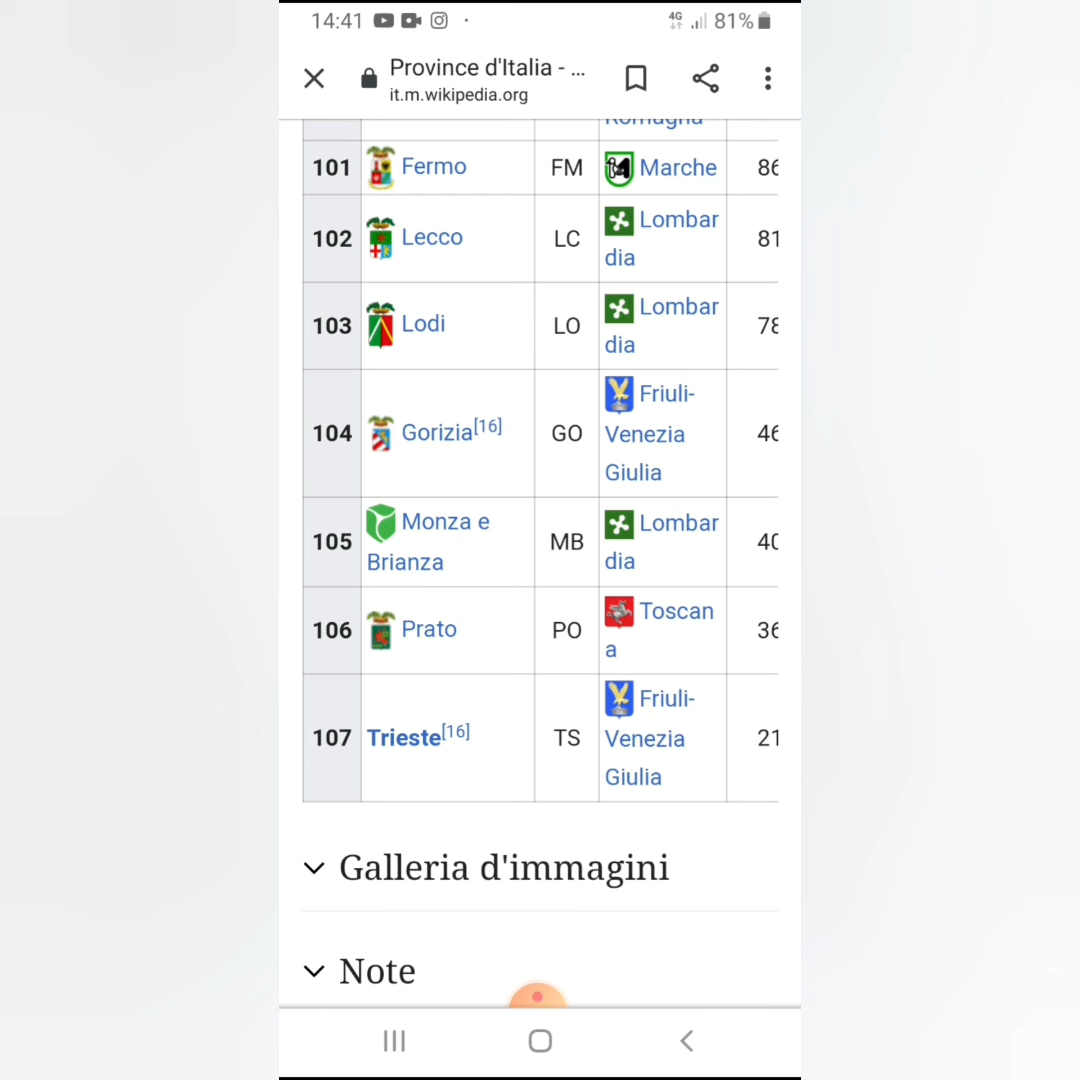 14:41
4G 81%
Province d'Italia - ...
it.m.wikipedia.org
Romagna
101 Fermo FM Marche 86
102 Lecco LC Lombar
dia 81
103 Lodi LO Lombar
dia 78
104 Gorizia[16] GO Friuli-
Venezia
Giulia 46
105 Monza e
Brianza MB Lombar
dia 40
106 Prato PO Toscan
a 36
107 Trieste[16] TS Friuli-
Venezia
Giulia 21
Galleria d'immagini
Note